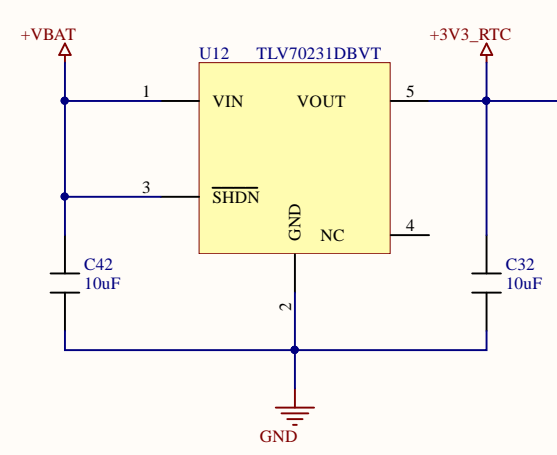 +VBAT
+3V3_RTC
U12 TLV70231DBVT
1
VIN
VOUT
5
3
SHDN
GND
NC
4
C42
10uF
C32
10uF
2
GND